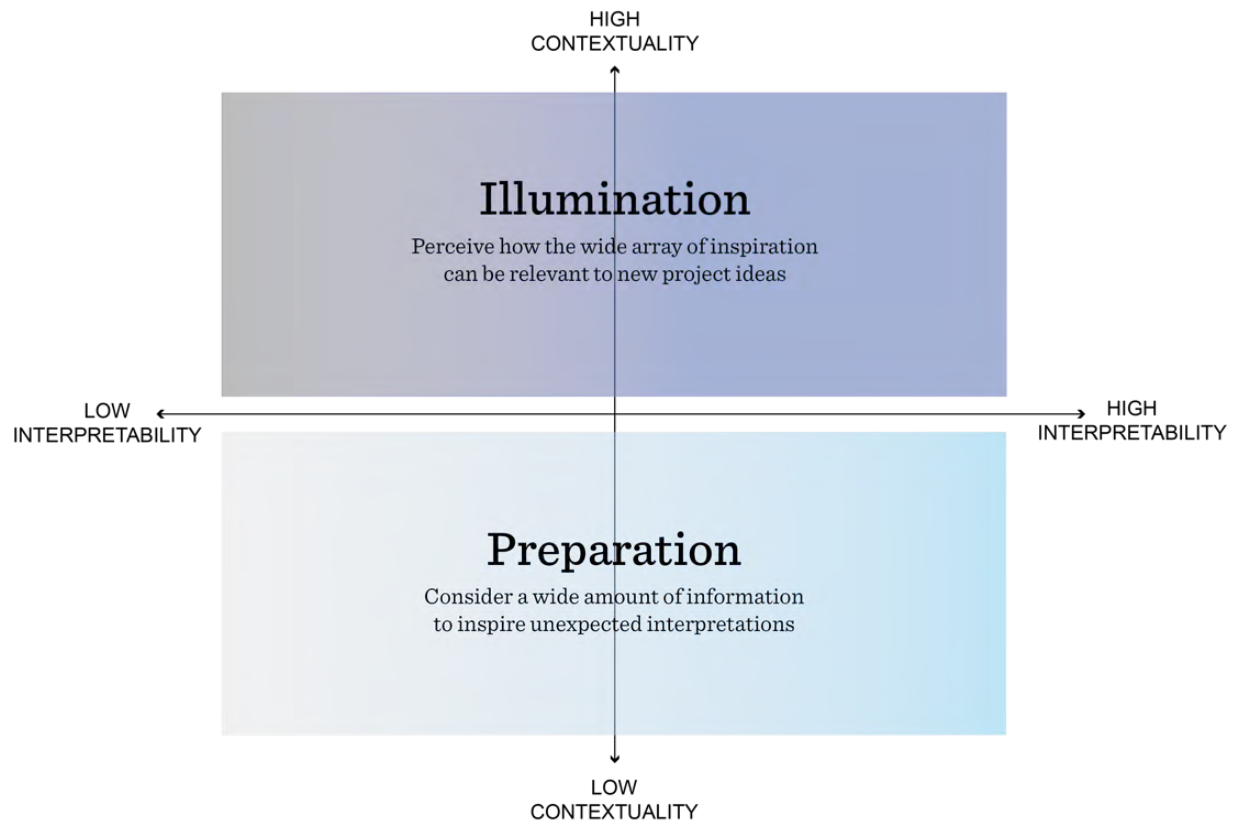 HIGH
CONTEXTUALITY
Illumination
Perceive how the wide array of inspiration
can be relevant to new project ideas
LOW
INTERPRETABILITY
HIGH
INTERPRETABILITY
Preparation
Consider a wide amount of information
to inspire unexpected interpretations
LOW
CONTEXTUALITY